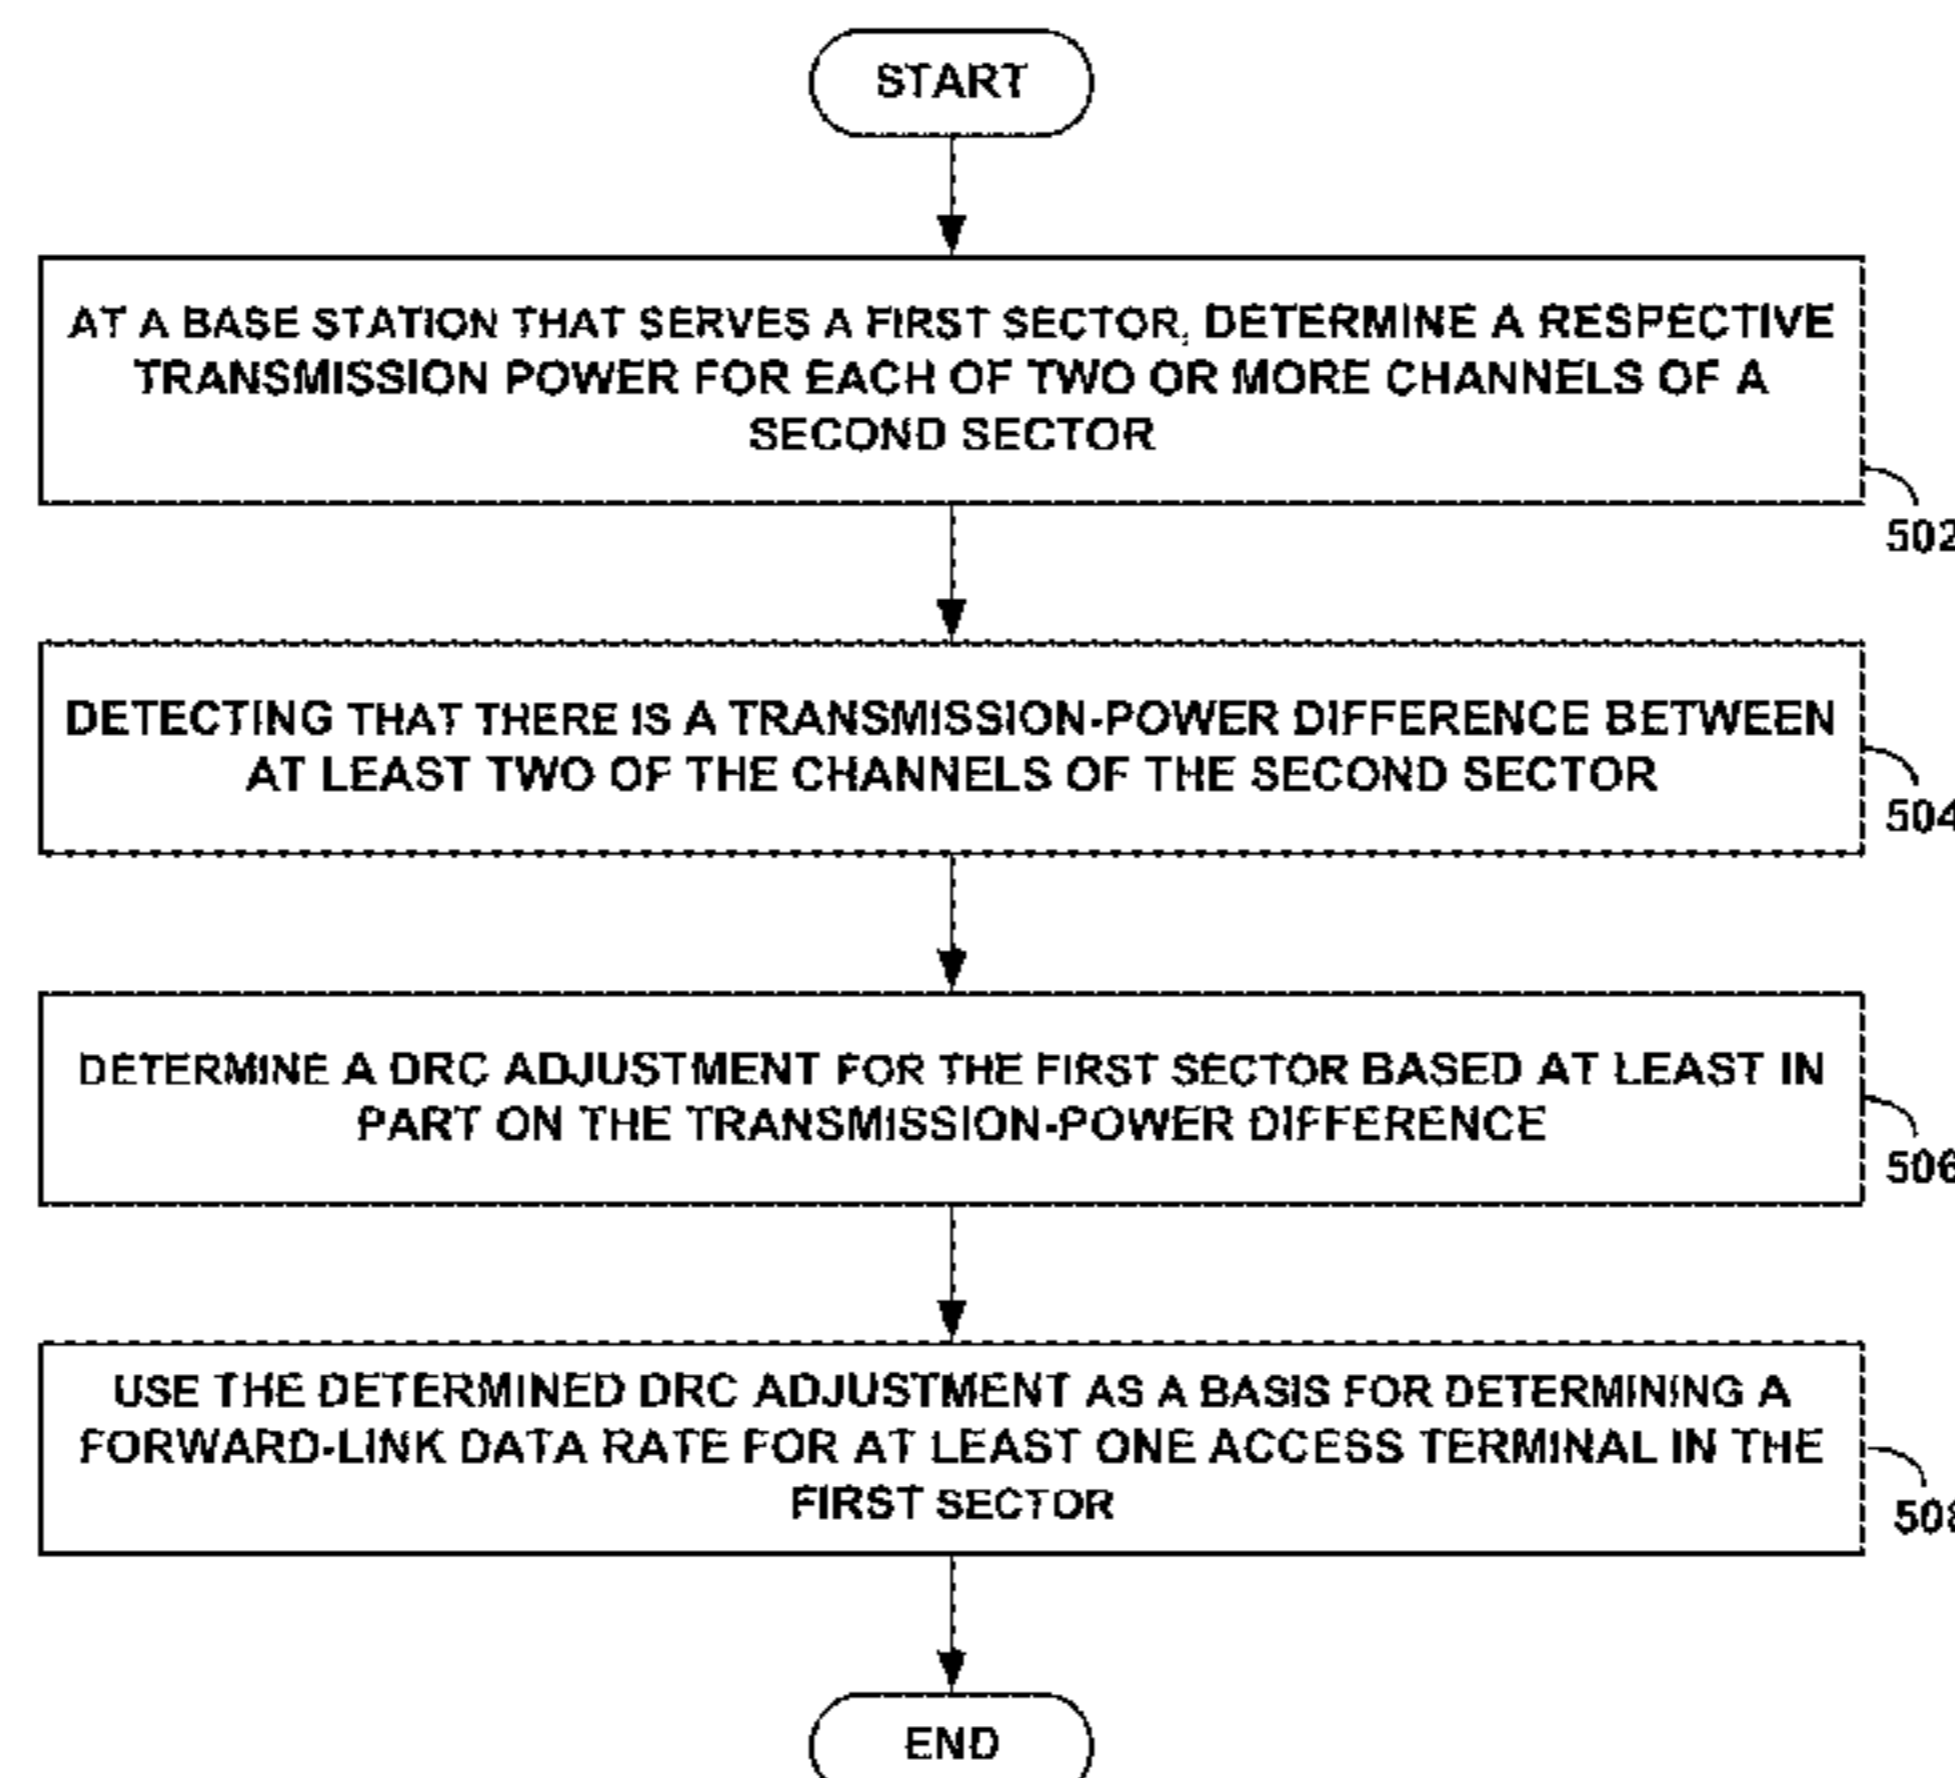 START
AT A BASE STATION THAT SERVES A FIRST SECTOR, DETERMINE A RESPECTIVE
TRANSMISSION POWER FOR EACH OF TWO OR MORE CHANNELS OF A
SECOND SECTOR
502
DETECTING THAT THERE IS A TRANSMISSION-POWER DIFFERENCE BETWEEN
AT LEAST TWO OF THE CHANNELS OF THE SECOND SECTOR
504
DETERMINE A DRC ADJUSTMENT FOR THE FIRST SECTOR BASED AT LEAST IN
PART ON THE TRANSMISSION-POWER DIFFERENCE
506
USE THE DETERMINED DRC ADJUSTMENT AS A BASIS FOR DETERMINING A
FORWARD-LINK DATA RATE FOR AT LEAST ONE ACCESS TERMINAL IN THE
FIRST SECTOR
508
END